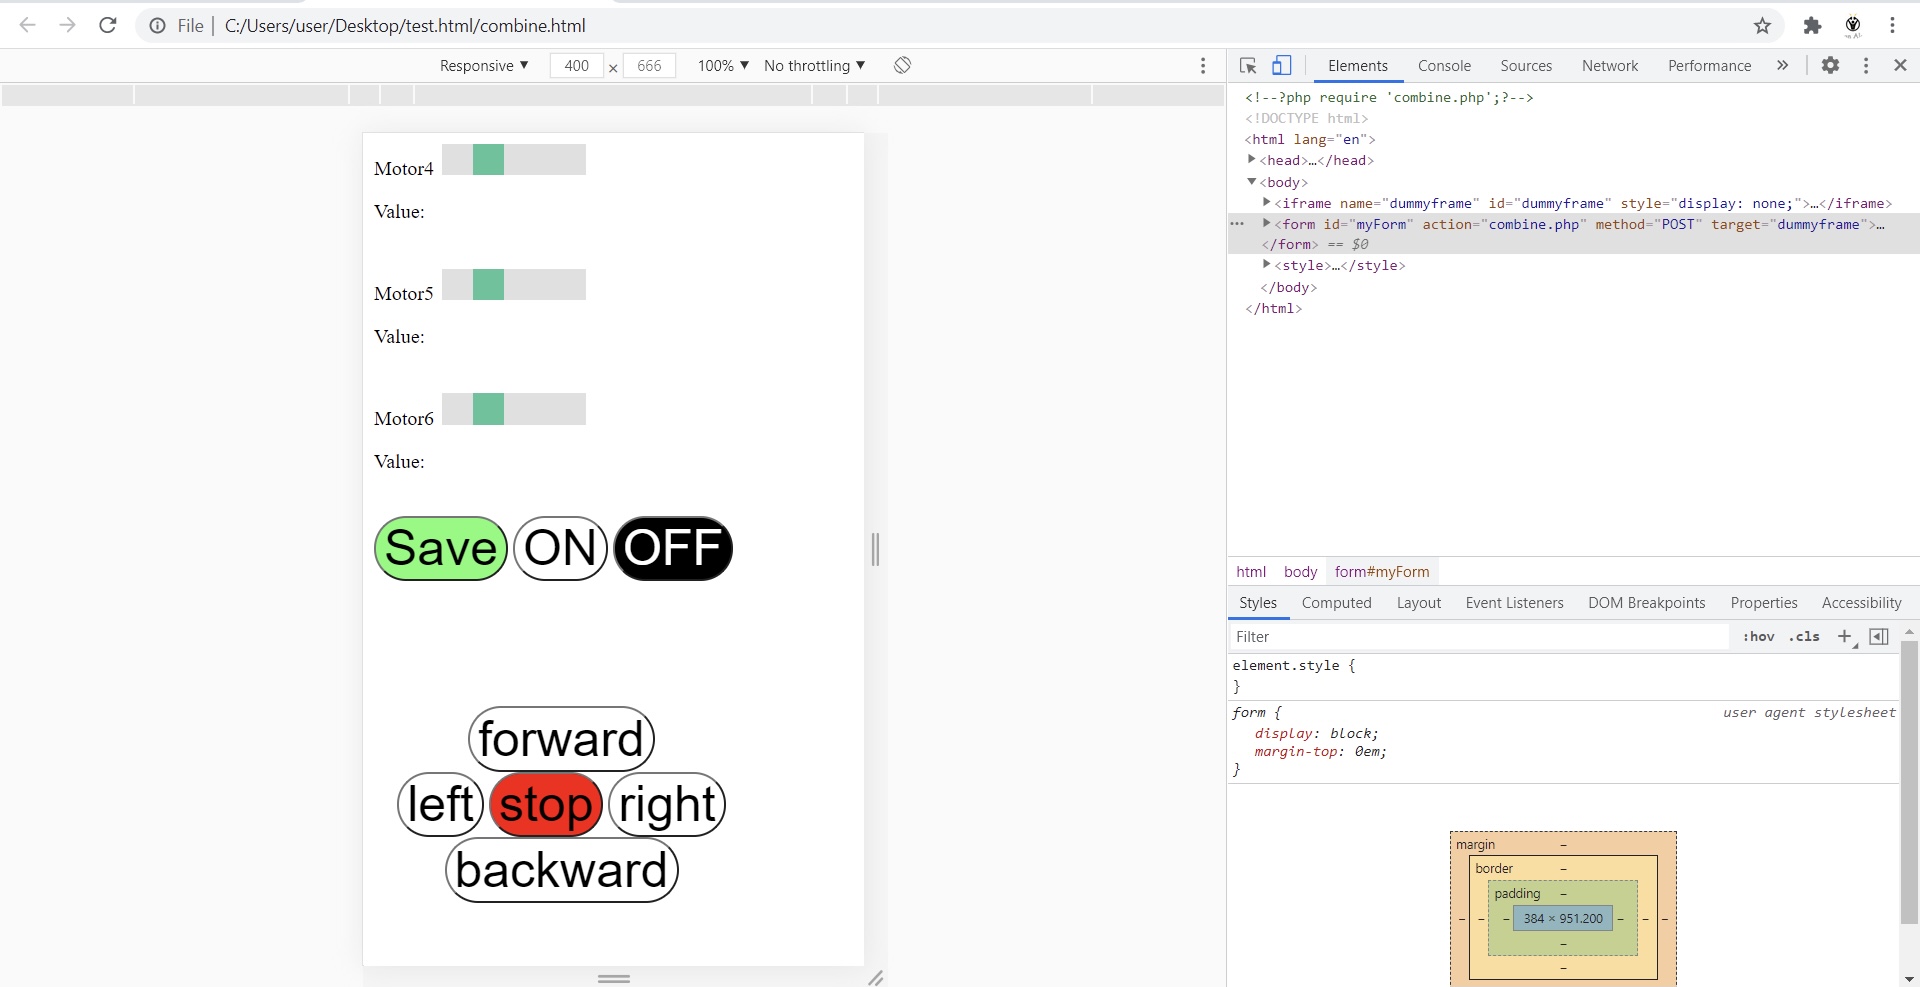 File | C:/Users/user/Desktop/test.html/combine.html
Responsive ▼ 400 × 666 100% ▼ No throttling ▼
Elements Console Sources Network Performance »
Motor4
Value:
Motor5
Value:
Motor6
Value:
Save ON OFF
forward
left stop right
backward
<!--?php require 'combine.php';?-->
<!DOCTYPE html>
<html lang="en">
<head>…</head>
<body>
<iframe name="dummyframe" id="dummyframe" style="display: none;">…</iframe>
<form id="myForm" action="combine.php" method="POST" target="dummyframe">…
</form> == $0
<style>…</style>
</body>
</html>
html body form#myForm
Styles Computed Layout Event Listeners DOM Breakpoints Properties Accessibility
Filter :hov .cls +
element.style {
}
form { user agent stylesheet
display: block;
margin-top: 0em;
}
margin –
border –
padding –
– – – 384 × 951.200 – – –
–
–